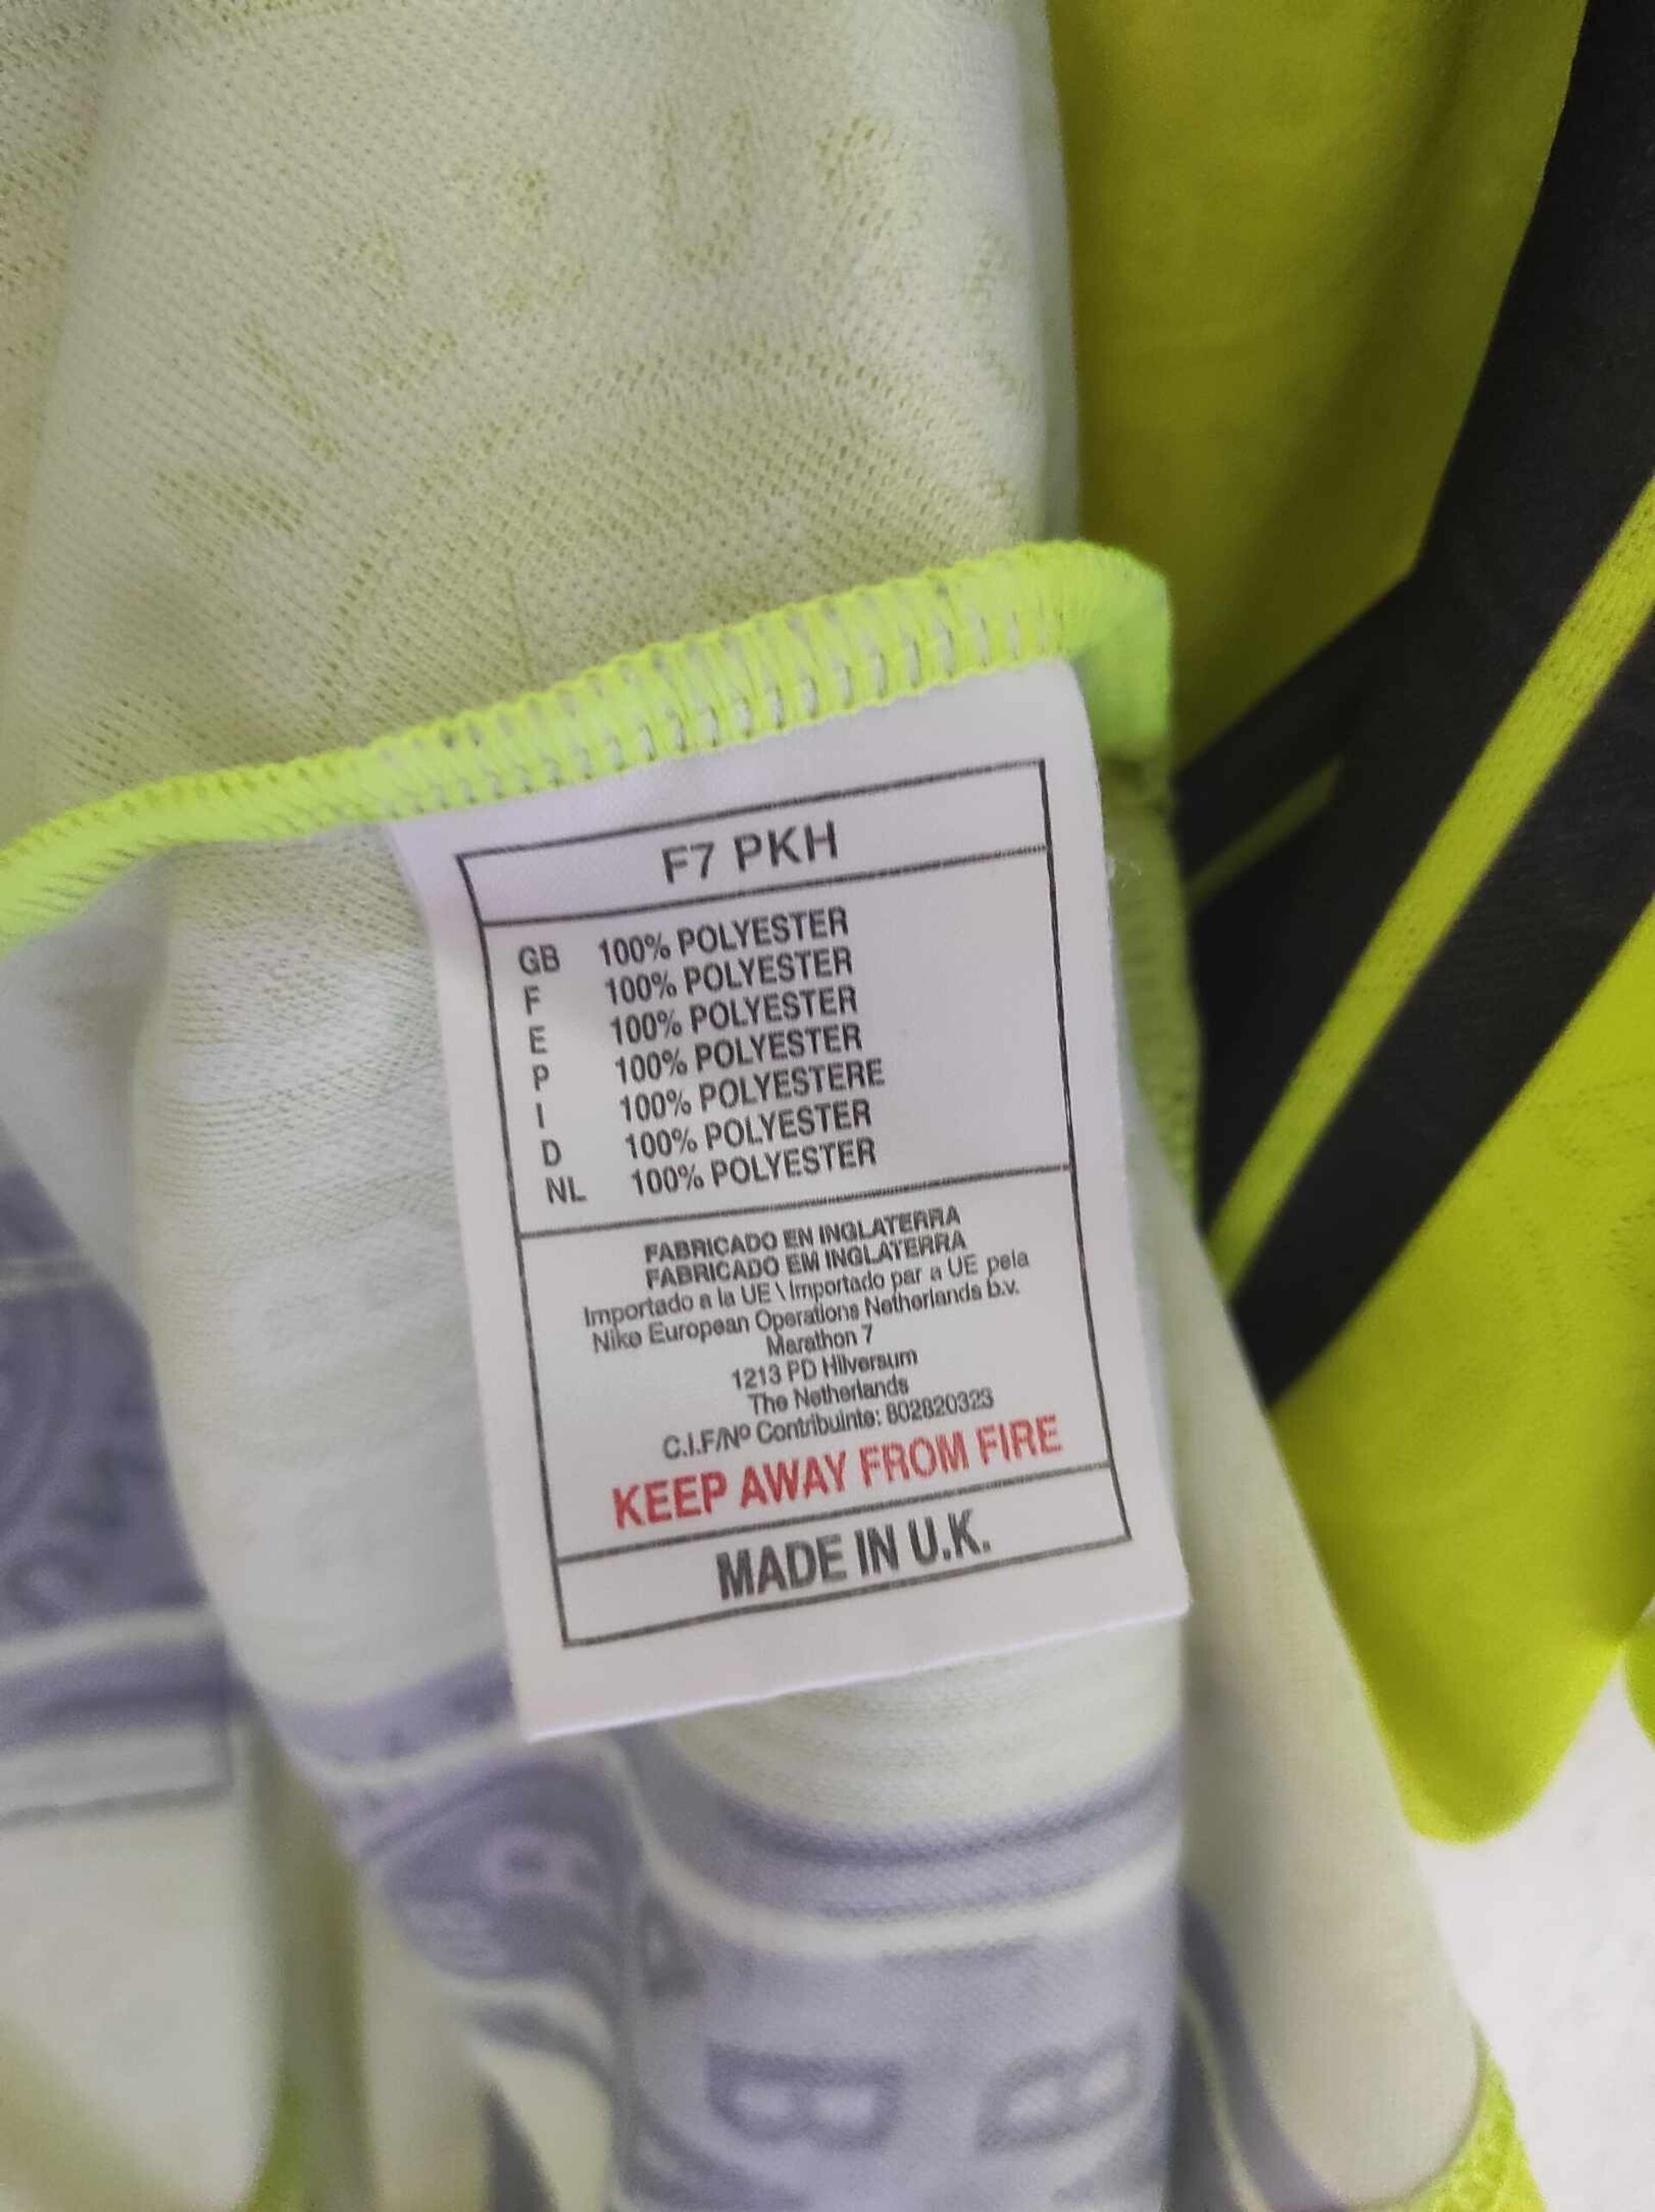 F7 PKH
GB 100% POLYESTER
F 100% POLYESTER
E 100% POLYESTER
P 100% POLYESTER
I 100% POLYESTERE
D 100% POLYESTER
NL 100% POLYESTER
FABRICADO EN INGLATERRA
FABRICADO EM INGLATERRA
Importado a la UE \ Importado par a UE pela
Nike European Operations Netherlands b.v.
Marathon 7
1213 PD Hilversum
The Netherlands
C.I.F/Nº Contribuinte: 802820323
KEEP AWAY FROM FIRE
MADE IN U.K.